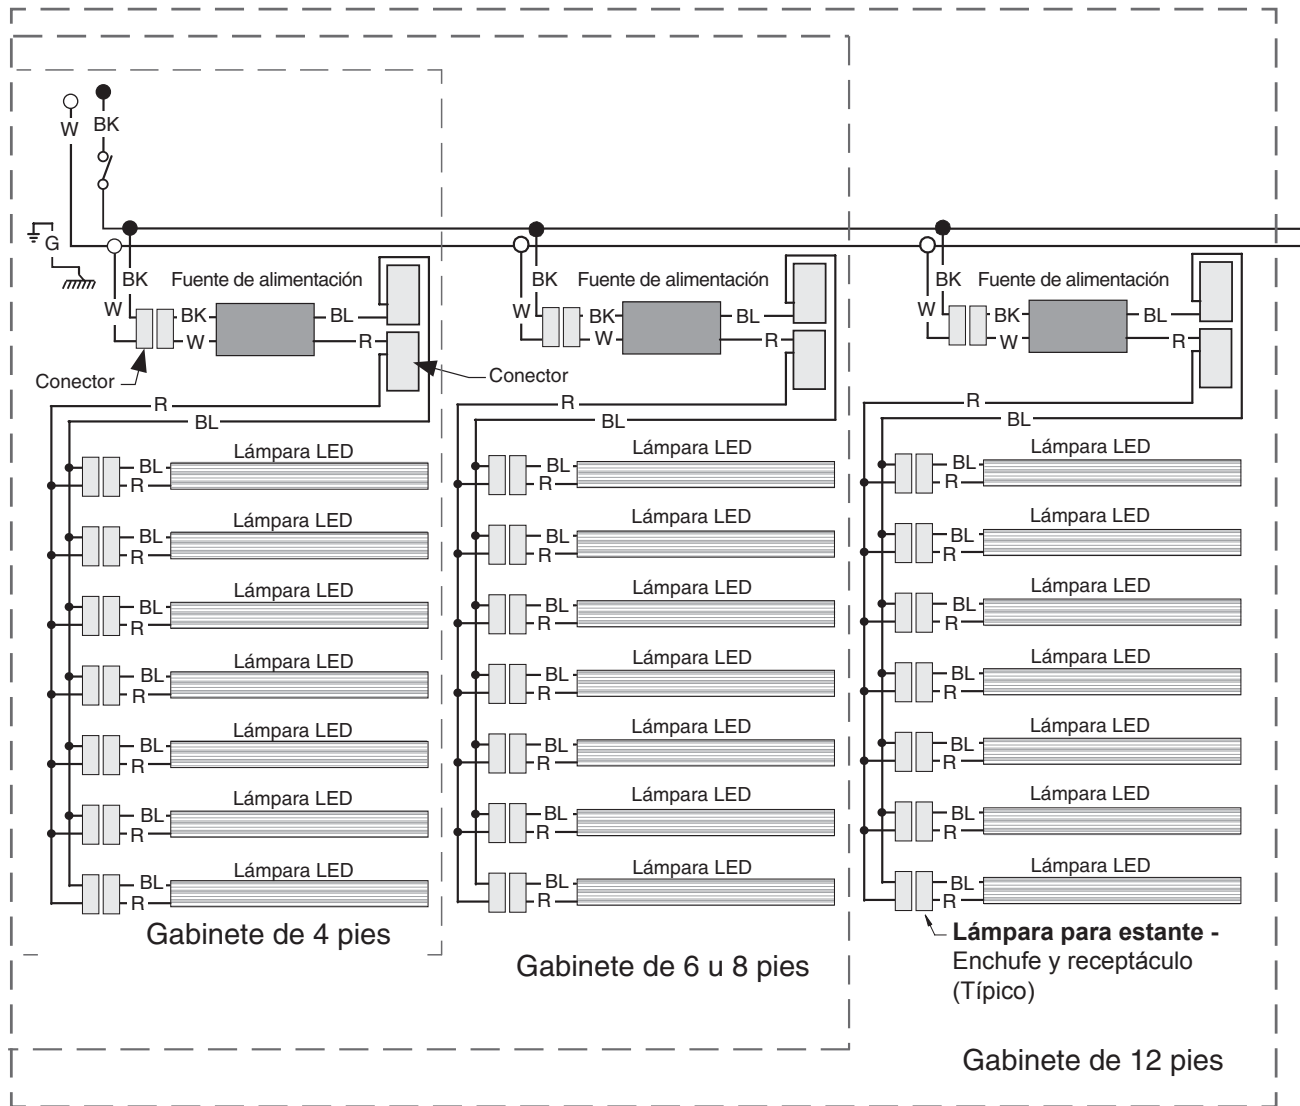 W
BK
G
BK
Fuente de alimentación
W
BK
BL
W
R
Conector
Conector
R
BL
Lámpara LED
BL
R
Lámpara LED
BL
R
Lámpara LED
BL
R
Lámpara LED
BL
R
Lámpara LED
BL
R
Lámpara LED
BL
R
Lámpara LED
BL
R
Gabinete de 4 pies
BK
Fuente de alimentación
W
BK
BL
W
R
R
BL
Lámpara LED
BL
R
Lámpara LED
BL
R
Lámpara LED
BL
R
Lámpara LED
BL
R
Lámpara LED
BL
R
Lámpara LED
BL
R
Lámpara LED
BL
R
Gabinete de 6 u 8 pies
BK
Fuente de alimentación
W
BK
BL
W
R
R
BL
Lámpara LED
BL
R
Lámpara LED
BL
R
Lámpara LED
BL
R
Lámpara LED
BL
R
Lámpara LED
BL
R
Lámpara LED
BL
R
Lámpara LED
BL
R
Lámpara para estante -
Enchufe y receptáculo
(Típico)
Gabinete de 12 pies